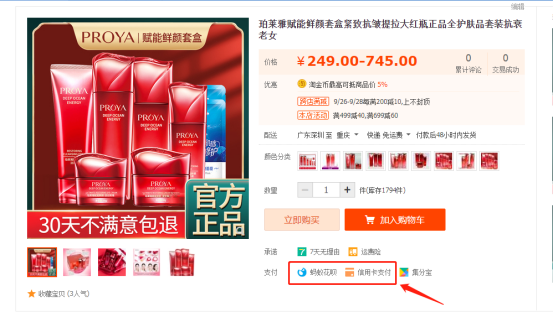 编辑
珀莱雅赋能鲜颜套盒紧致抗皱提拉大红瓶正品全护肤品套装抗衰老女
PROYA | 赋能鲜颜套盒
PROYA
DEEP OCEAN
ENERGY
PROYA
DEEP OCEAN
ENERGY
PROYA
PROYA
官方
正品
30天不满意包退
收藏宝贝 (3人气)
价格 ¥249.00-745.00
0 累计评论
0 交易成功
优惠 淘金币最高可抵商品价 5%
跨店满减 9/26-9/28每满200减10,上不封顶
本店活动 满499减40,满699减60
配送 广东深圳 至 重庆 快递 免运费 付款后48小时内发货
颜色分类
数量 — 1 + 件(库存1794件)
立即购买 加入购物车
承诺 7天无理由 运费险
支付 蚂蚁花呗 信用卡支付 集分宝